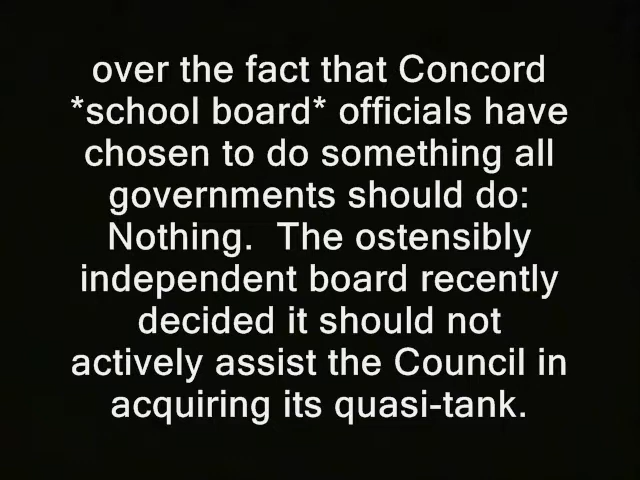 over the fact that Concord
*school board* officials have
chosen to do something all
governments should do:
Nothing.  The ostensibly
independent board recently
decided it should not
actively assist the Council in
acquiring its quasi-tank.